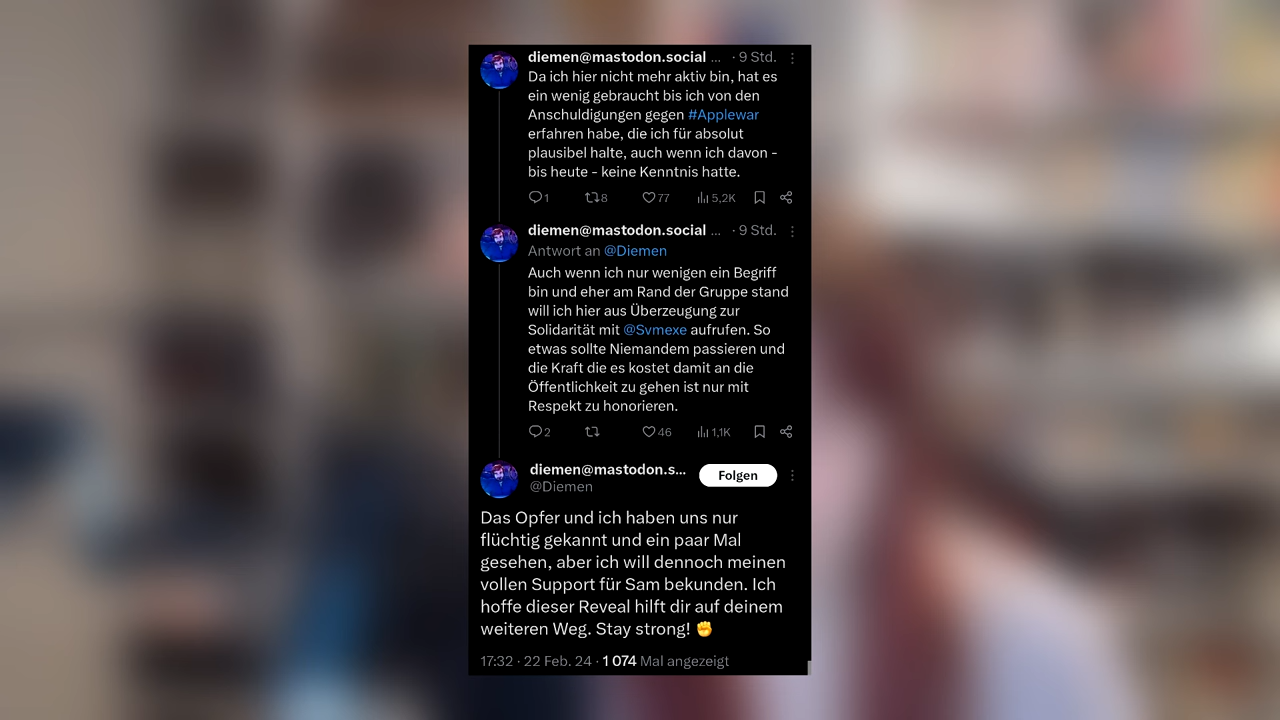 diemen@mastodon.social ... · 9 Std.
Da ich hier nicht mehr aktiv bin, hat es
ein wenig gebraucht bis ich von den
Anschuldigungen gegen #Applewar
erfahren habe, die ich für absolut
plausibel halte, auch wenn ich davon -
bis heute - keine Kenntnis hatte.
1 8 77 5,2K
diemen@mastodon.social ... · 9 Std.
Antwort an @Diemen
Auch wenn ich nur wenigen ein Begriff
bin und eher am Rand der Gruppe stand
will ich hier aus Überzeugung zur
Solidarität mit @Svmexe aufrufen. So
etwas sollte Niemandem passieren und
die Kraft die es kostet damit an die
Öffentlichkeit zu gehen ist nur mit
Respekt zu honorieren.
2 46 1,1K
diemen@mastodon.s... Folgen
@Diemen
Das Opfer und ich haben uns nur
flüchtig gekannt und ein paar Mal
gesehen, aber ich will dennoch meinen
vollen Support für Sam bekunden. Ich
hoffe dieser Reveal hilft dir auf deinem
weiteren Weg. Stay strong! ✊
17:32 · 22 Feb. 24 · 1 074 Mal angezeigt